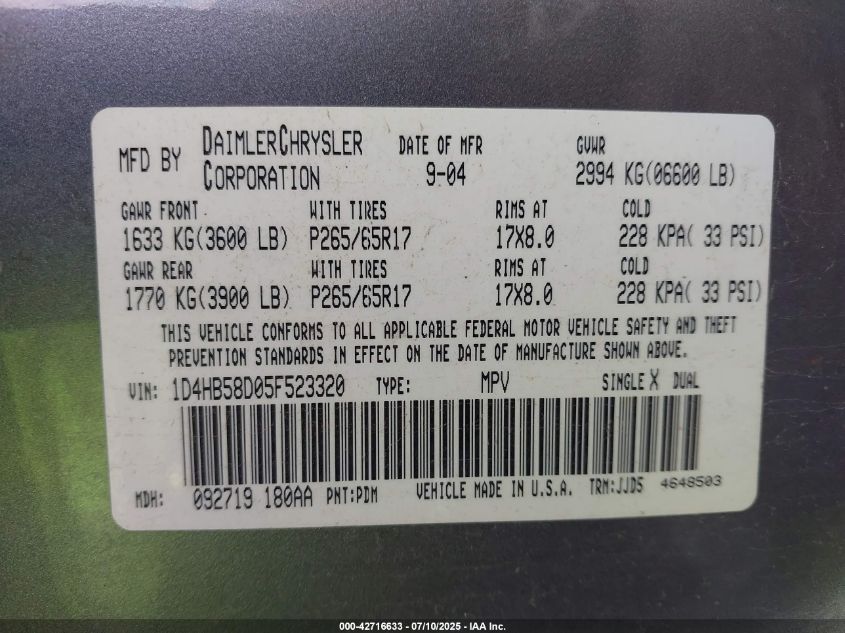 MFD BY DAIMLERCHRYSLER CORPORATION DATE OF MFR 9-04 GVWR 2994 KG(06600 LB)
GAWR FRONT WITH TIRES RIMS AT COLD
1633 KG(3600 LB) P265/65R17 17X8.0 228 KPA( 33 PSI)
GAWR REAR WITH TIRES RIMS AT COLD
1770 KG(3900 LB) P265/65R17 17X8.0 228 KPA( 33 PSI)
THIS VEHICLE CONFORMS TO ALL APPLICABLE FEDERAL MOTOR VEHICLE SAFETY AND THEFT
PREVENTION STANDARDS IN EFFECT ON THE DATE OF MANUFACTURE SHOWN ABOVE.
VIN: 1D4HB58D05F523320 TYPE: MPV SINGLE X DUAL
MDH: 092719 180AA PNT:PDM VEHICLE MADE IN U.S.A. TRM:JJD5 4648503
000-42716633 / 07/10/2025 - IAA Inc.